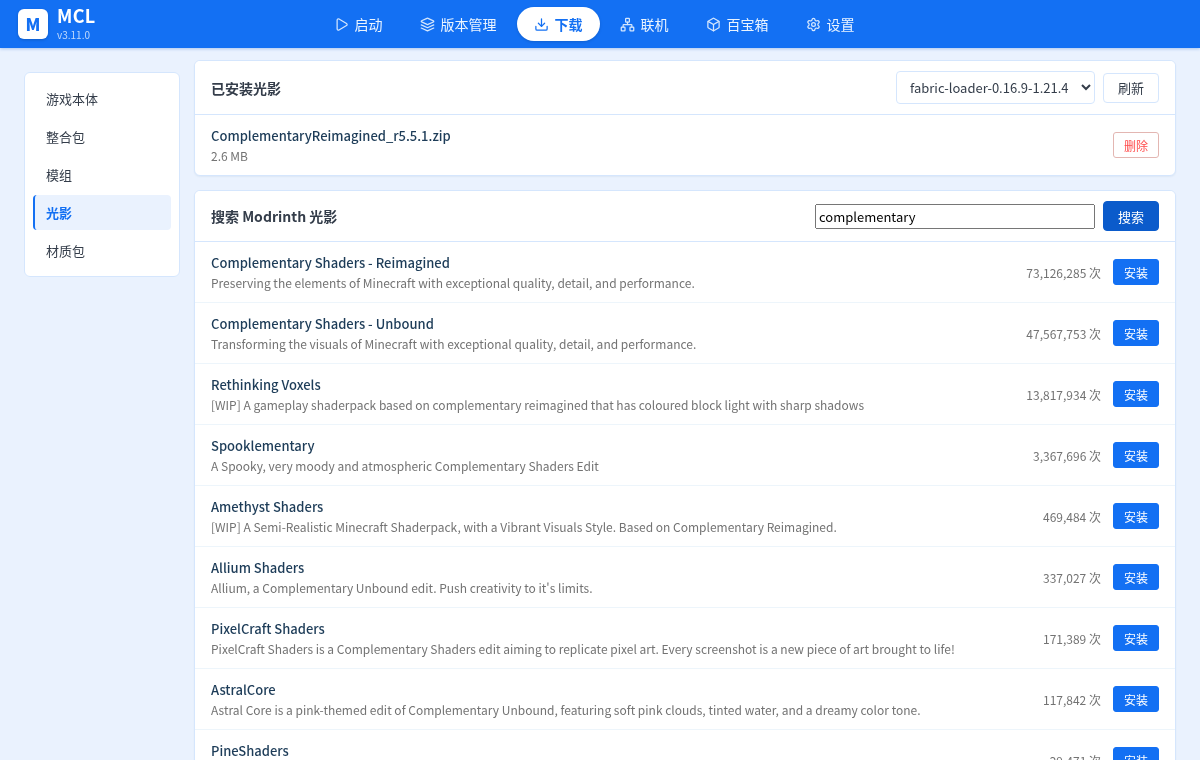 M
MCL
v3.11.0
启动
版本管理
下载
联机
百宝箱
设置
游戏本体
整合包
模组
光影
材质包
已安装光影
fabric-loader-0.16.9-1.21.4
刷新
ComplementaryReimagined_r5.5.1.zip
2.6 MB
删除
搜索 Modrinth 光影
complementary
搜索
Complementary Shaders - Reimagined
Preserving the elements of Minecraft with exceptional quality, detail, and performance.
73,126,285 次
安装
Complementary Shaders - Unbound
Transforming the visuals of Minecraft with exceptional quality, detail, and performance.
47,567,753 次
安装
Rethinking Voxels
[WIP] A gameplay shaderpack based on complementary reimagined that has coloured block light with sharp shadows
13,817,934 次
安装
Spooklementary
A Spooky, very moody and atmospheric Complementary Shaders Edit
3,367,696 次
安装
Amethyst Shaders
[WIP] A Semi-Realistic Minecraft Shaderpack, with a Vibrant Visuals Style. Based on Complementary Reimagined.
469,484 次
安装
Allium Shaders
Allium, a Complementary Unbound edit. Push creativity to it's limits.
337,027 次
安装
PixelCraft Shaders
PixelCraft Shaders is a Complementary Shaders edit aiming to replicate pixel art. Every screenshot is a new piece of art brought to life!
171,389 次
安装
AstralCore
Astral Core is a pink-themed edit of Complementary Unbound, featuring soft pink clouds, tinted water, and a dreamy color tone.
117,842 次
安装
PineShaders